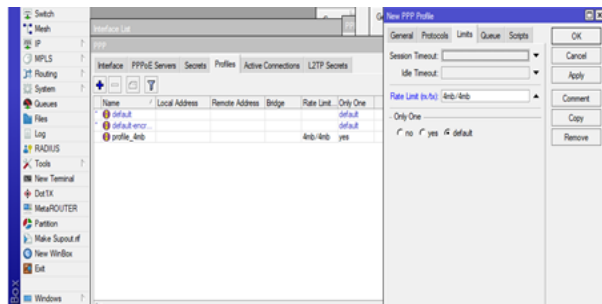 Switch
Mesh
IP
MPLS
Routing
System
Queues
Files
Log
RADIUS
Tools
New Terminal
Dot1X
MetaROUTER
Partition
Make Supout.rif
New WinBox
Exit
Windows
Interface List
PPP
Interface PPPoE Servers Secrets Profiles Active Connections L2TP Secrets
Name Local Address Remote Address Bridge Rate Limit... Only One
default default
default-encr... default
profile_4mb 4mb/4mb yes
New PPP Profile
General Protocols Limits Queue Scripts
Session Timeout:
Idle Timeout:
Rate Limit (rx/tx): 4mb/4mb
Only One
no yes default
OK
Cancel
Apply
Comment
Copy
Remove